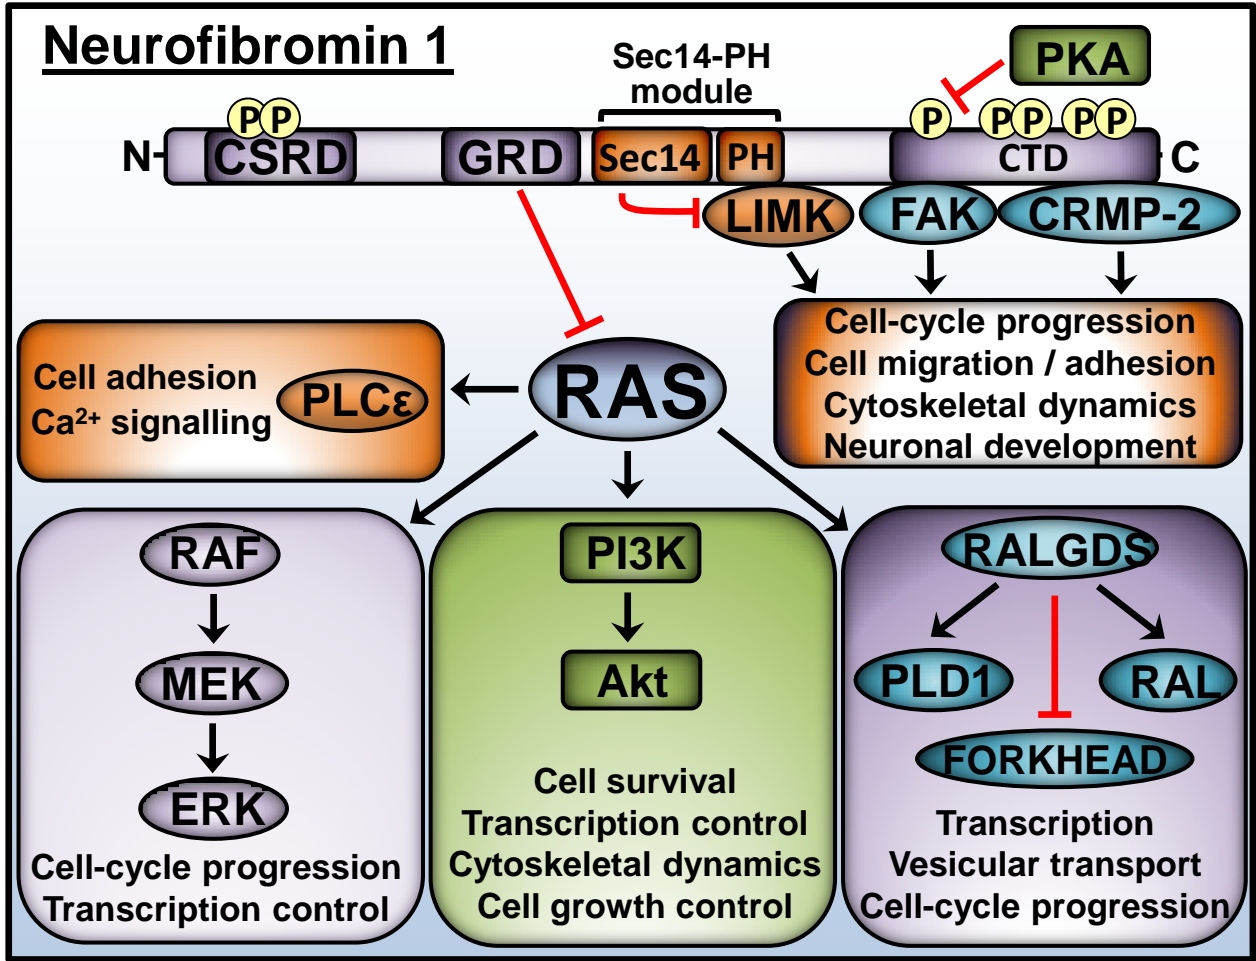 Neurofibromin 1
Sec14-PH
module
PKA
P P
P
P P
P P
N
CSRD
GRD
Sec14
PH
CTD
C
LIMK
FAK
CRMP-2
Cell-cycle progression
Cell migration / adhesion
Cytoskeletal dynamics
Neuronal development
Cell adhesion
Ca²⁺ signalling
PLCε
RAS
RAF
MEK
ERK
Cell-cycle progression
Transcription control
PI3K
Akt
Cell survival
Transcription control
Cytoskeletal dynamics
Cell growth control
RALGDS
PLD1
RAL
FORKHEAD
Transcription
Vesicular transport
Cell-cycle progression